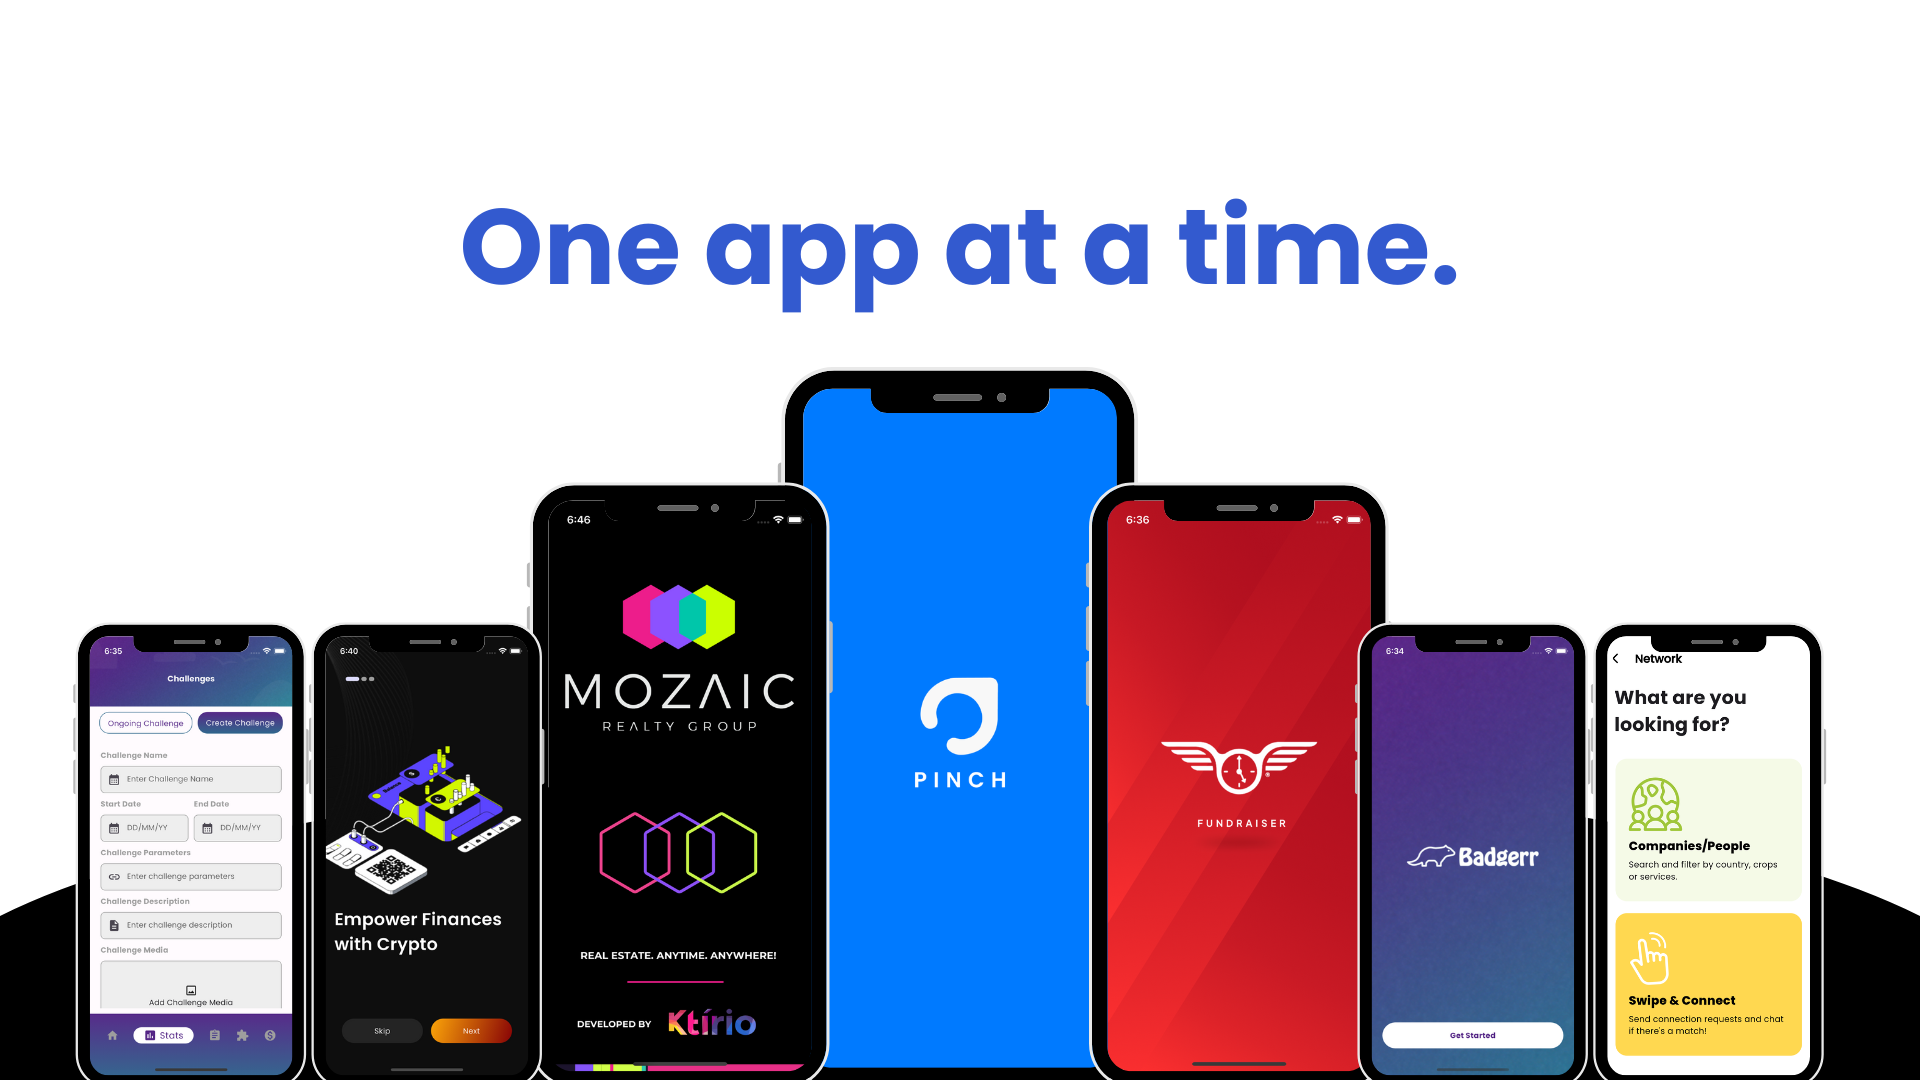 One app at a time.
6:35
Challenges
Ongoing Challenge
Create Challenge
Challenge Name
Enter Challenge Name
Start Date
End Date
DD/MM/YY
DD/MM/YY
Challenge Parameters
Enter challenge parameters
Challenge Description
Enter challenge description
Challenge Media
Add Challenge Media
Stats
6:40
Empower Finances
with Crypto
Skip
Next
6:46
MOZAIC
REALTY GROUP
REAL ESTATE. ANYTIME. ANYWHERE!
DEVELOPED BY Ktírio
PINCH
6:36
FUNDRAISER
6:34
Badgerr
Get Started
Network
What are you
looking for?
Companies/People
Search and filter by country, crops
or services.
Swipe & Connect
Send connection requests and chat
if there's a match!